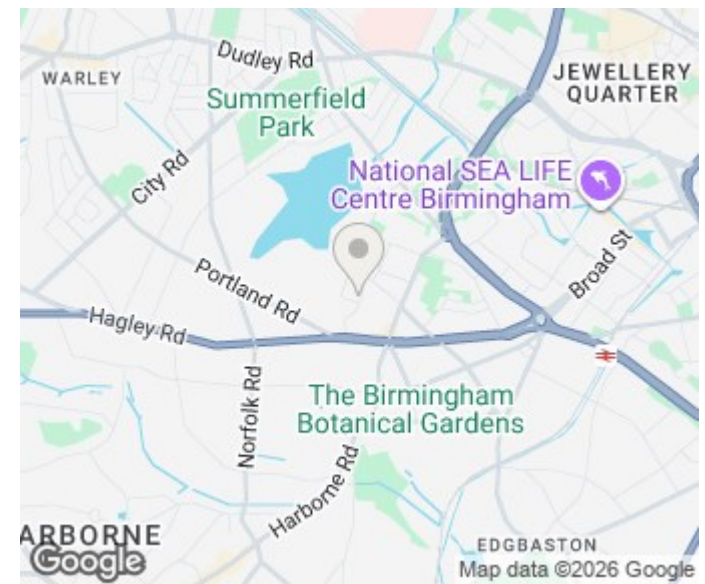 Dudley Rd
WARLEY
JEWELLERY
QUARTER
Summerfield
Park
City Rd
National SEA LIFE
Centre Birmingham
Broad St
Portland Rd
Hagley Rd
Norfolk Rd
The Birmingham
Botanical Gardens
Harborne Rd
ARBORNE
EDGBASTON
Google
Map data ©2026 Google